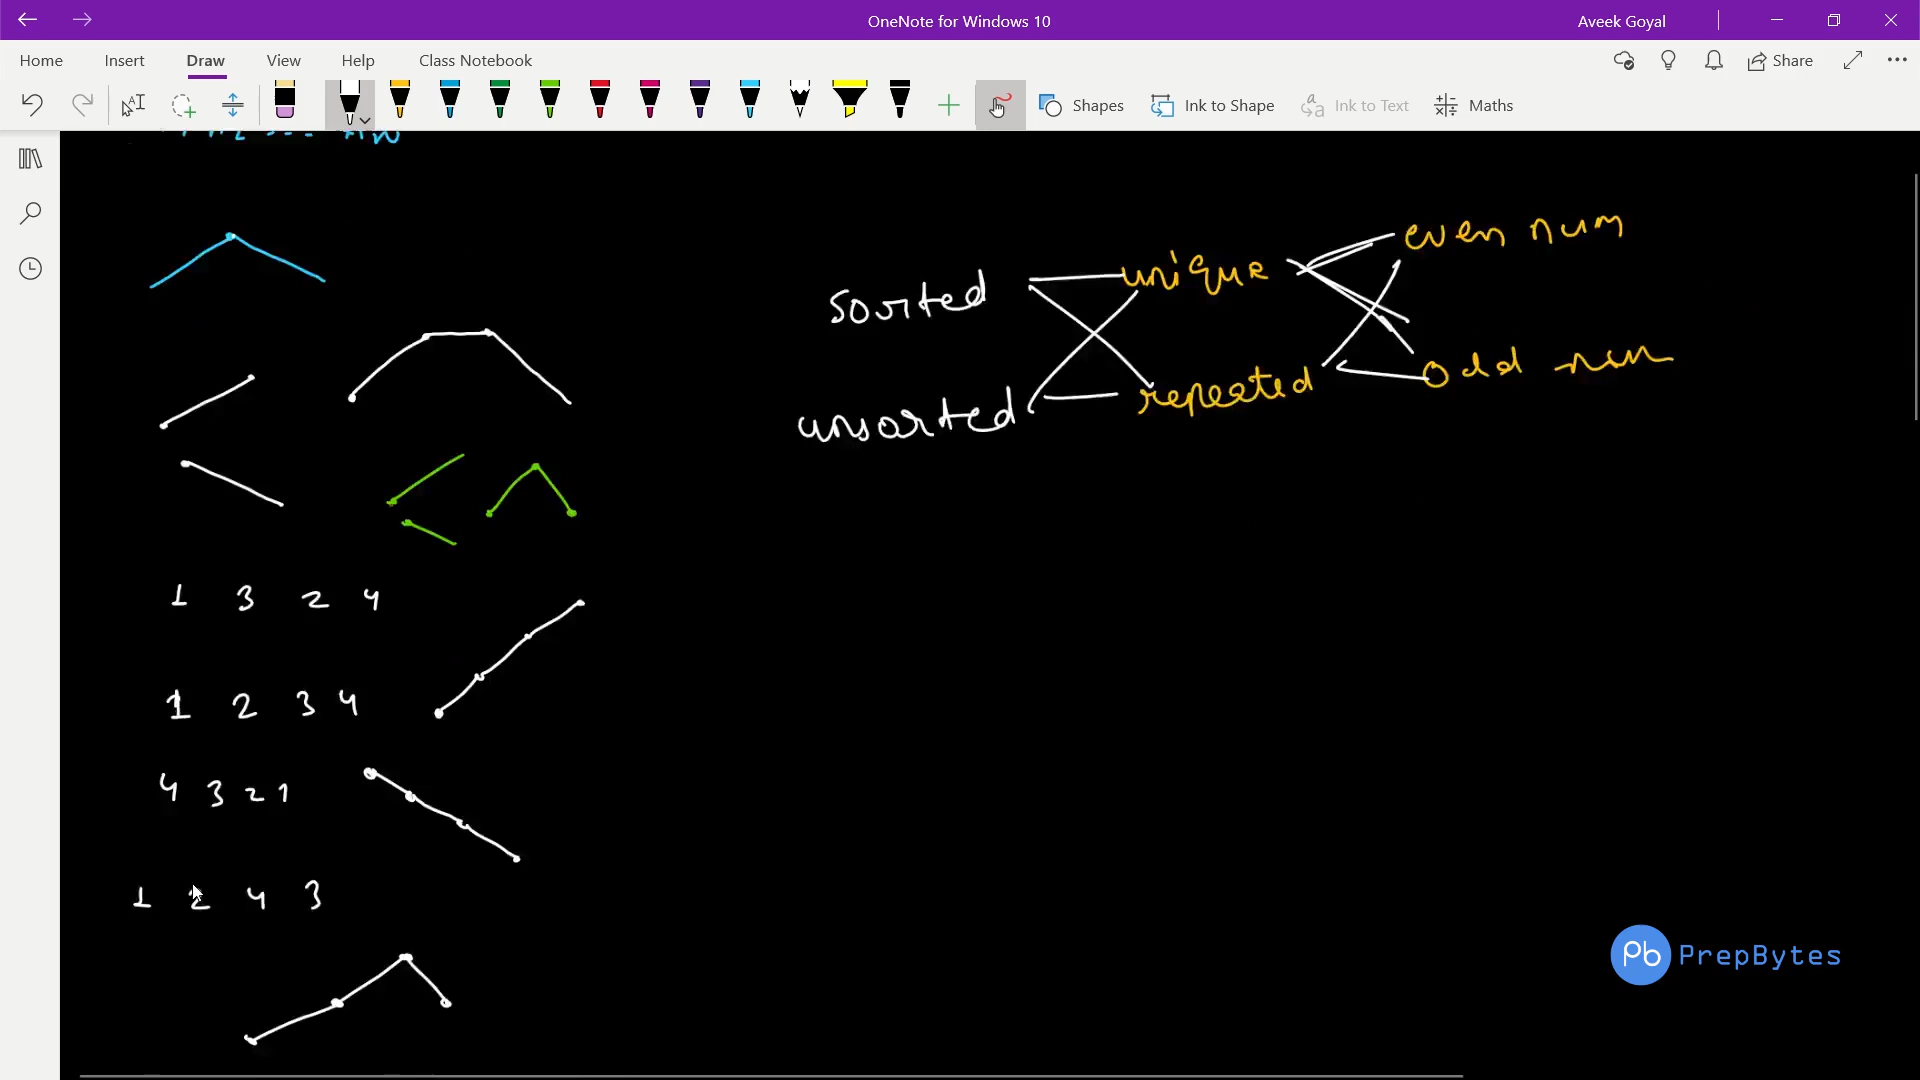 OneNote for Windows 10
Aveek Goyal
Home Insert Draw View Help Class Notebook
Share
Shapes Ink to Shape Ink to Text Maths
sorted unique even num
unsorted repeated odd num
1 3 2 4
1 2 3 4
4 3 2 1
1 2 4 3
Pb PrepBytes